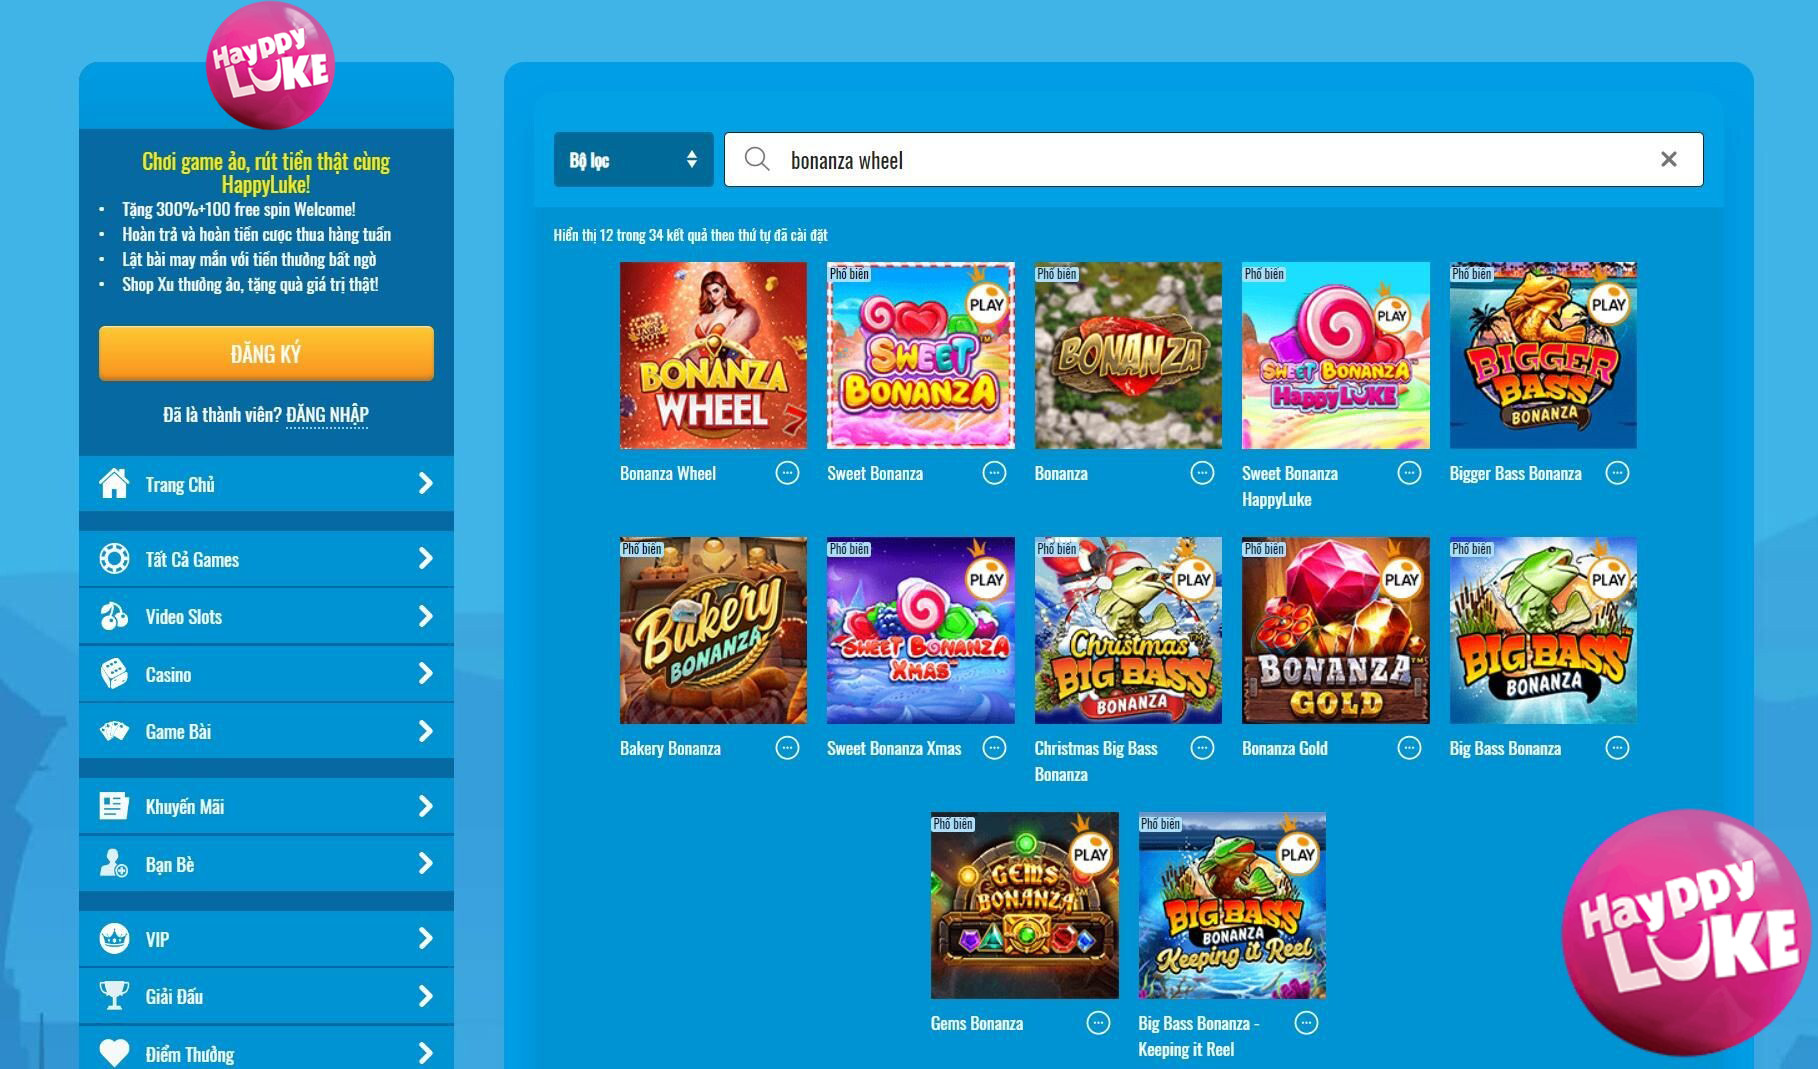 Hayppy
LUKE
Chơi game ảo, rút tiền thật cùng
HappyLuke!
• Tặng 300%+100 free spin Welcome!
• Hoàn trả và hoàn tiền cược thua hàng tuần
• Lật bài may mắn với tiền thưởng bất ngờ
• Shop Xu thưởng ảo, tặng quà giá trị thật!
ĐĂNG KÝ
Đã là thành viên? ĐĂNG NHẬP
Trang Chủ
Tất Cả Games
Video Slots
Casino
Game Bài
Khuyến Mãi
Bạn Bè
VIP
Giải Đấu
Điểm Thưởng
Bộ lọc
bonanza wheel
Hiển thị 12 trong 34 kết quả theo thứ tự đã cài đặt
JACK
POT
BONANZA
WHEEL
7
Bonanza Wheel
Phổ biến
PLAY
SWEET
BONANZA
Sweet Bonanza
Phổ biến
BONANZA
Bonanza
Phổ biến
PLAY
SWEET BONANZA
HappyLUKE
Sweet Bonanza
HappyLuke
Phổ biến
PLAY
BIGGER
BASS
BONANZA
Bigger Bass Bonanza
Phổ biến
Bakery
BONANZA
Bakery Bonanza
Phổ biến
PLAY
SWEET BONANZA
XMAS
Sweet Bonanza Xmas
Phổ biến
PLAY
Christmas
BIG BASS
BONANZA
Christmas Big Bass
Bonanza
Phổ biến
PLAY
BONANZA
GOLD
Bonanza Gold
Phổ biến
PLAY
BIG BASS
BONANZA
Big Bass Bonanza
Phổ biến
PLAY
GEMS
BONANZA
Gems Bonanza
Phổ biến
PLAY
BIG BASS
BONANZA
Keeping it Reel
Big Bass Bonanza -
Keeping it Reel
Hayppy
LUKE